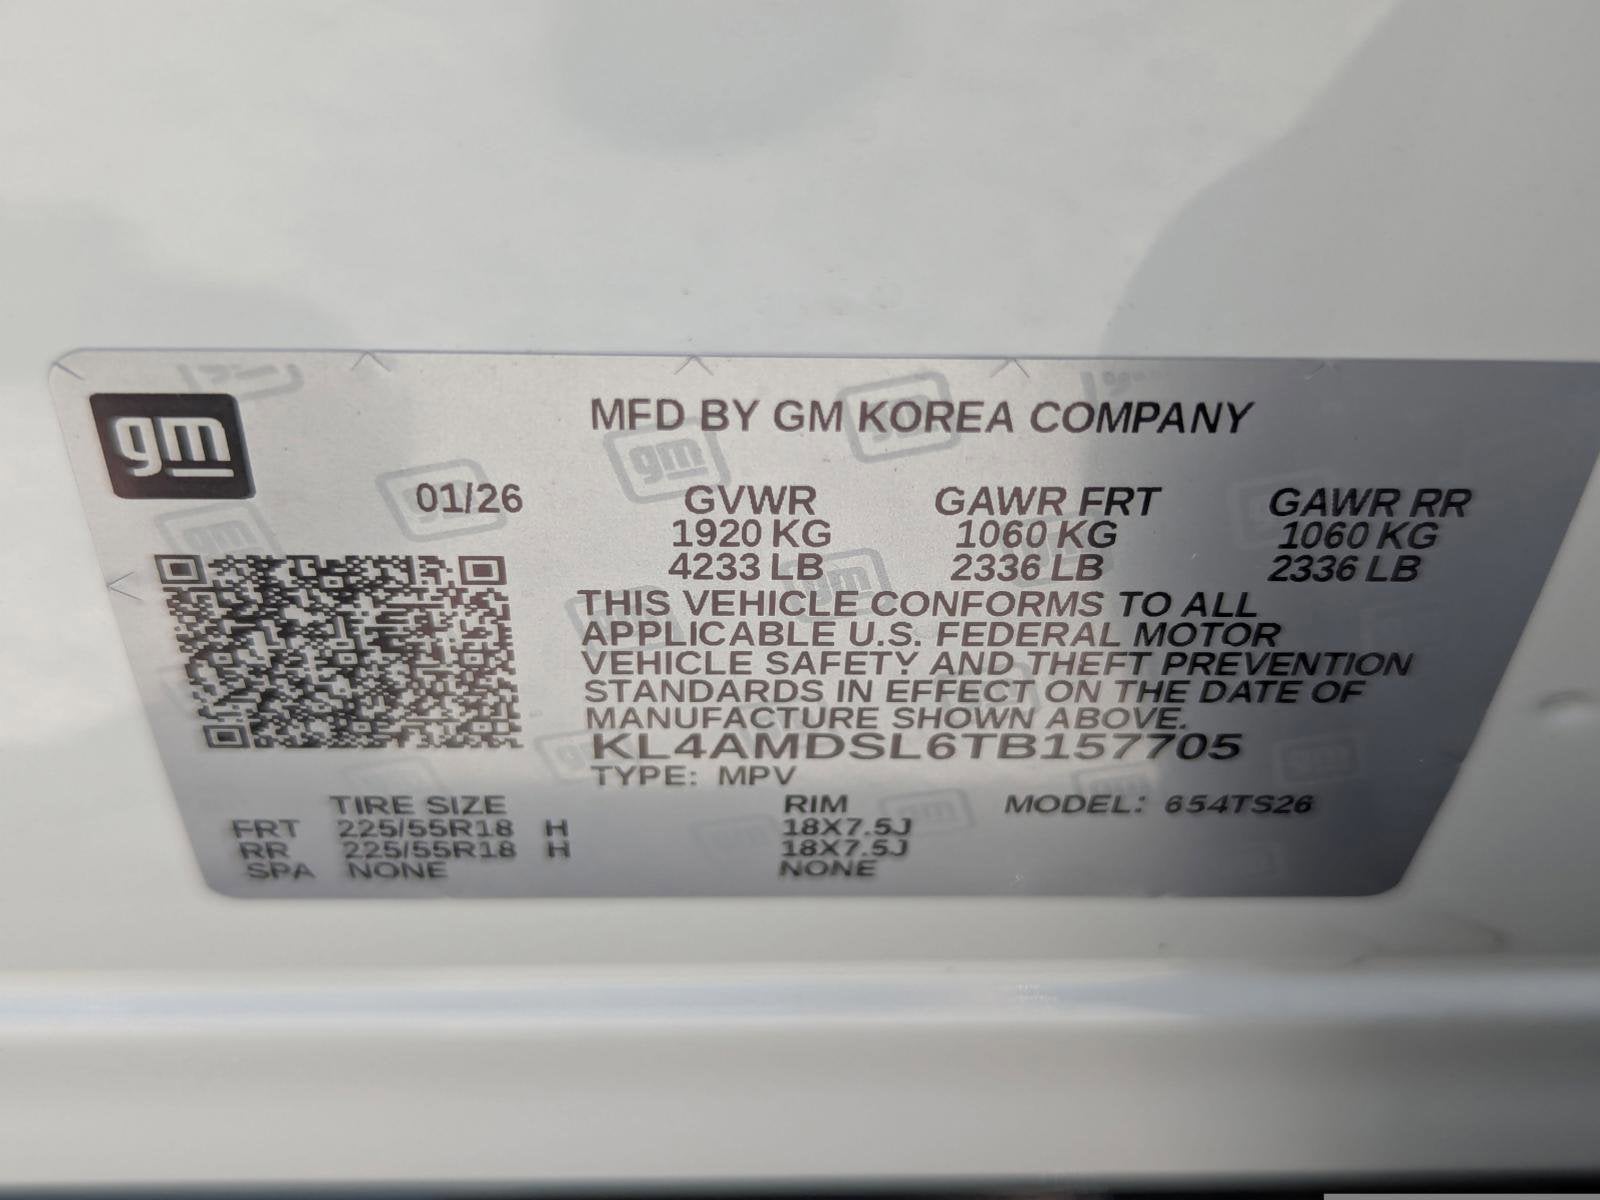 gm
MFD BY GM KOREA COMPANY
01/26 GVWR GAWR FRT GAWR RR
1920 KG 1060 KG 1060 KG
4233 LB 2336 LB 2336 LB
THIS VEHICLE CONFORMS TO ALL
APPLICABLE U.S. FEDERAL MOTOR
VEHICLE SAFETY AND THEFT PREVENTION
STANDARDS IN EFFECT ON THE DATE OF
MANUFACTURE SHOWN ABOVE.
KL4AMDSL6TB157705
TYPE: MPV
TIRE SIZE RIM MODEL: 654TS26
FRT 225/55R18 H 18X7.5J
RR 225/55R18 H 18X7.5J
SPA NONE NONE